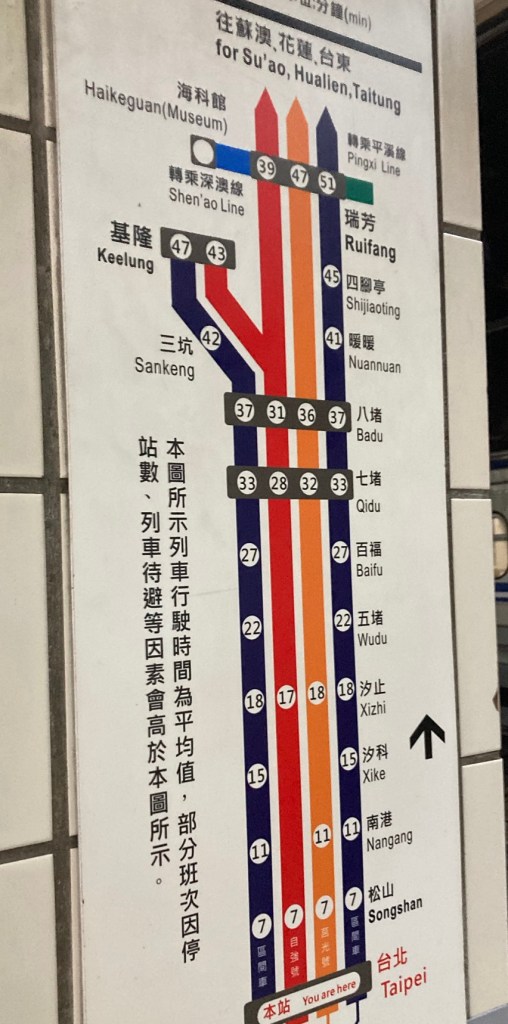 分鐘(min)
往蘇澳、花蓮、台東
for Su'ao, Hualien,Taitung
海科館
Haikeguan(Museum)
轉乘平溪線
Pingxi Line
39 47 51
轉乘深澳線
Shen'ao Line
瑞芳
Ruifang
基隆
Keelung
47 43
45 四腳亭
Shijiaoting
三坑
Sankeng
42
41 暖暖
Nuannuan
37 31 36 37 八堵
Badu
33 28 32 33 七堵
Qidu
27 27 百福
Baifu
22 22 五堵
Wudu
18 17 18 18 汐止
Xizhi
15 15 汐科
Xike
11 11 11 南港
Nangang
7 7 7 7 松山
Songshan
區間車
自強號
莒光號
區間車
本站 You are here
台北
Taipei
本圖所示列車行駛時間為平均值，部分班次因停
站數、列車待避等因素會高於本圖所示。